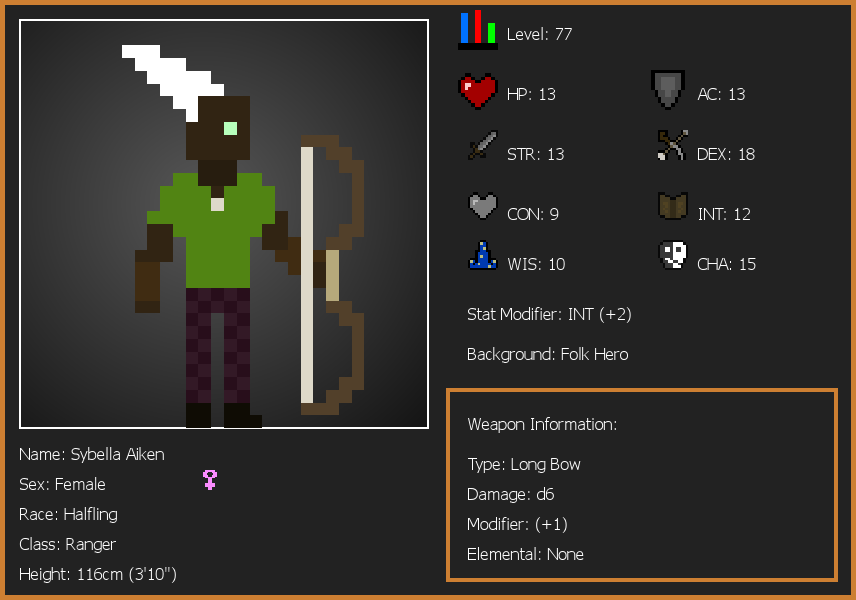 Level: 77
HP: 13
AC: 13
STR: 13
DEX: 18
CON: 9
INT: 12
WIS: 10
CHA: 15
Stat Modifier: INT (+2)
Background: Folk Hero
Weapon Information:
Type: Long Bow
Damage: d6
Modifier: (+1)
Elemental: None
Name: Sybella Aiken
Sex: Female
Race: Halfling
Class: Ranger
Height: 116cm (3'10")